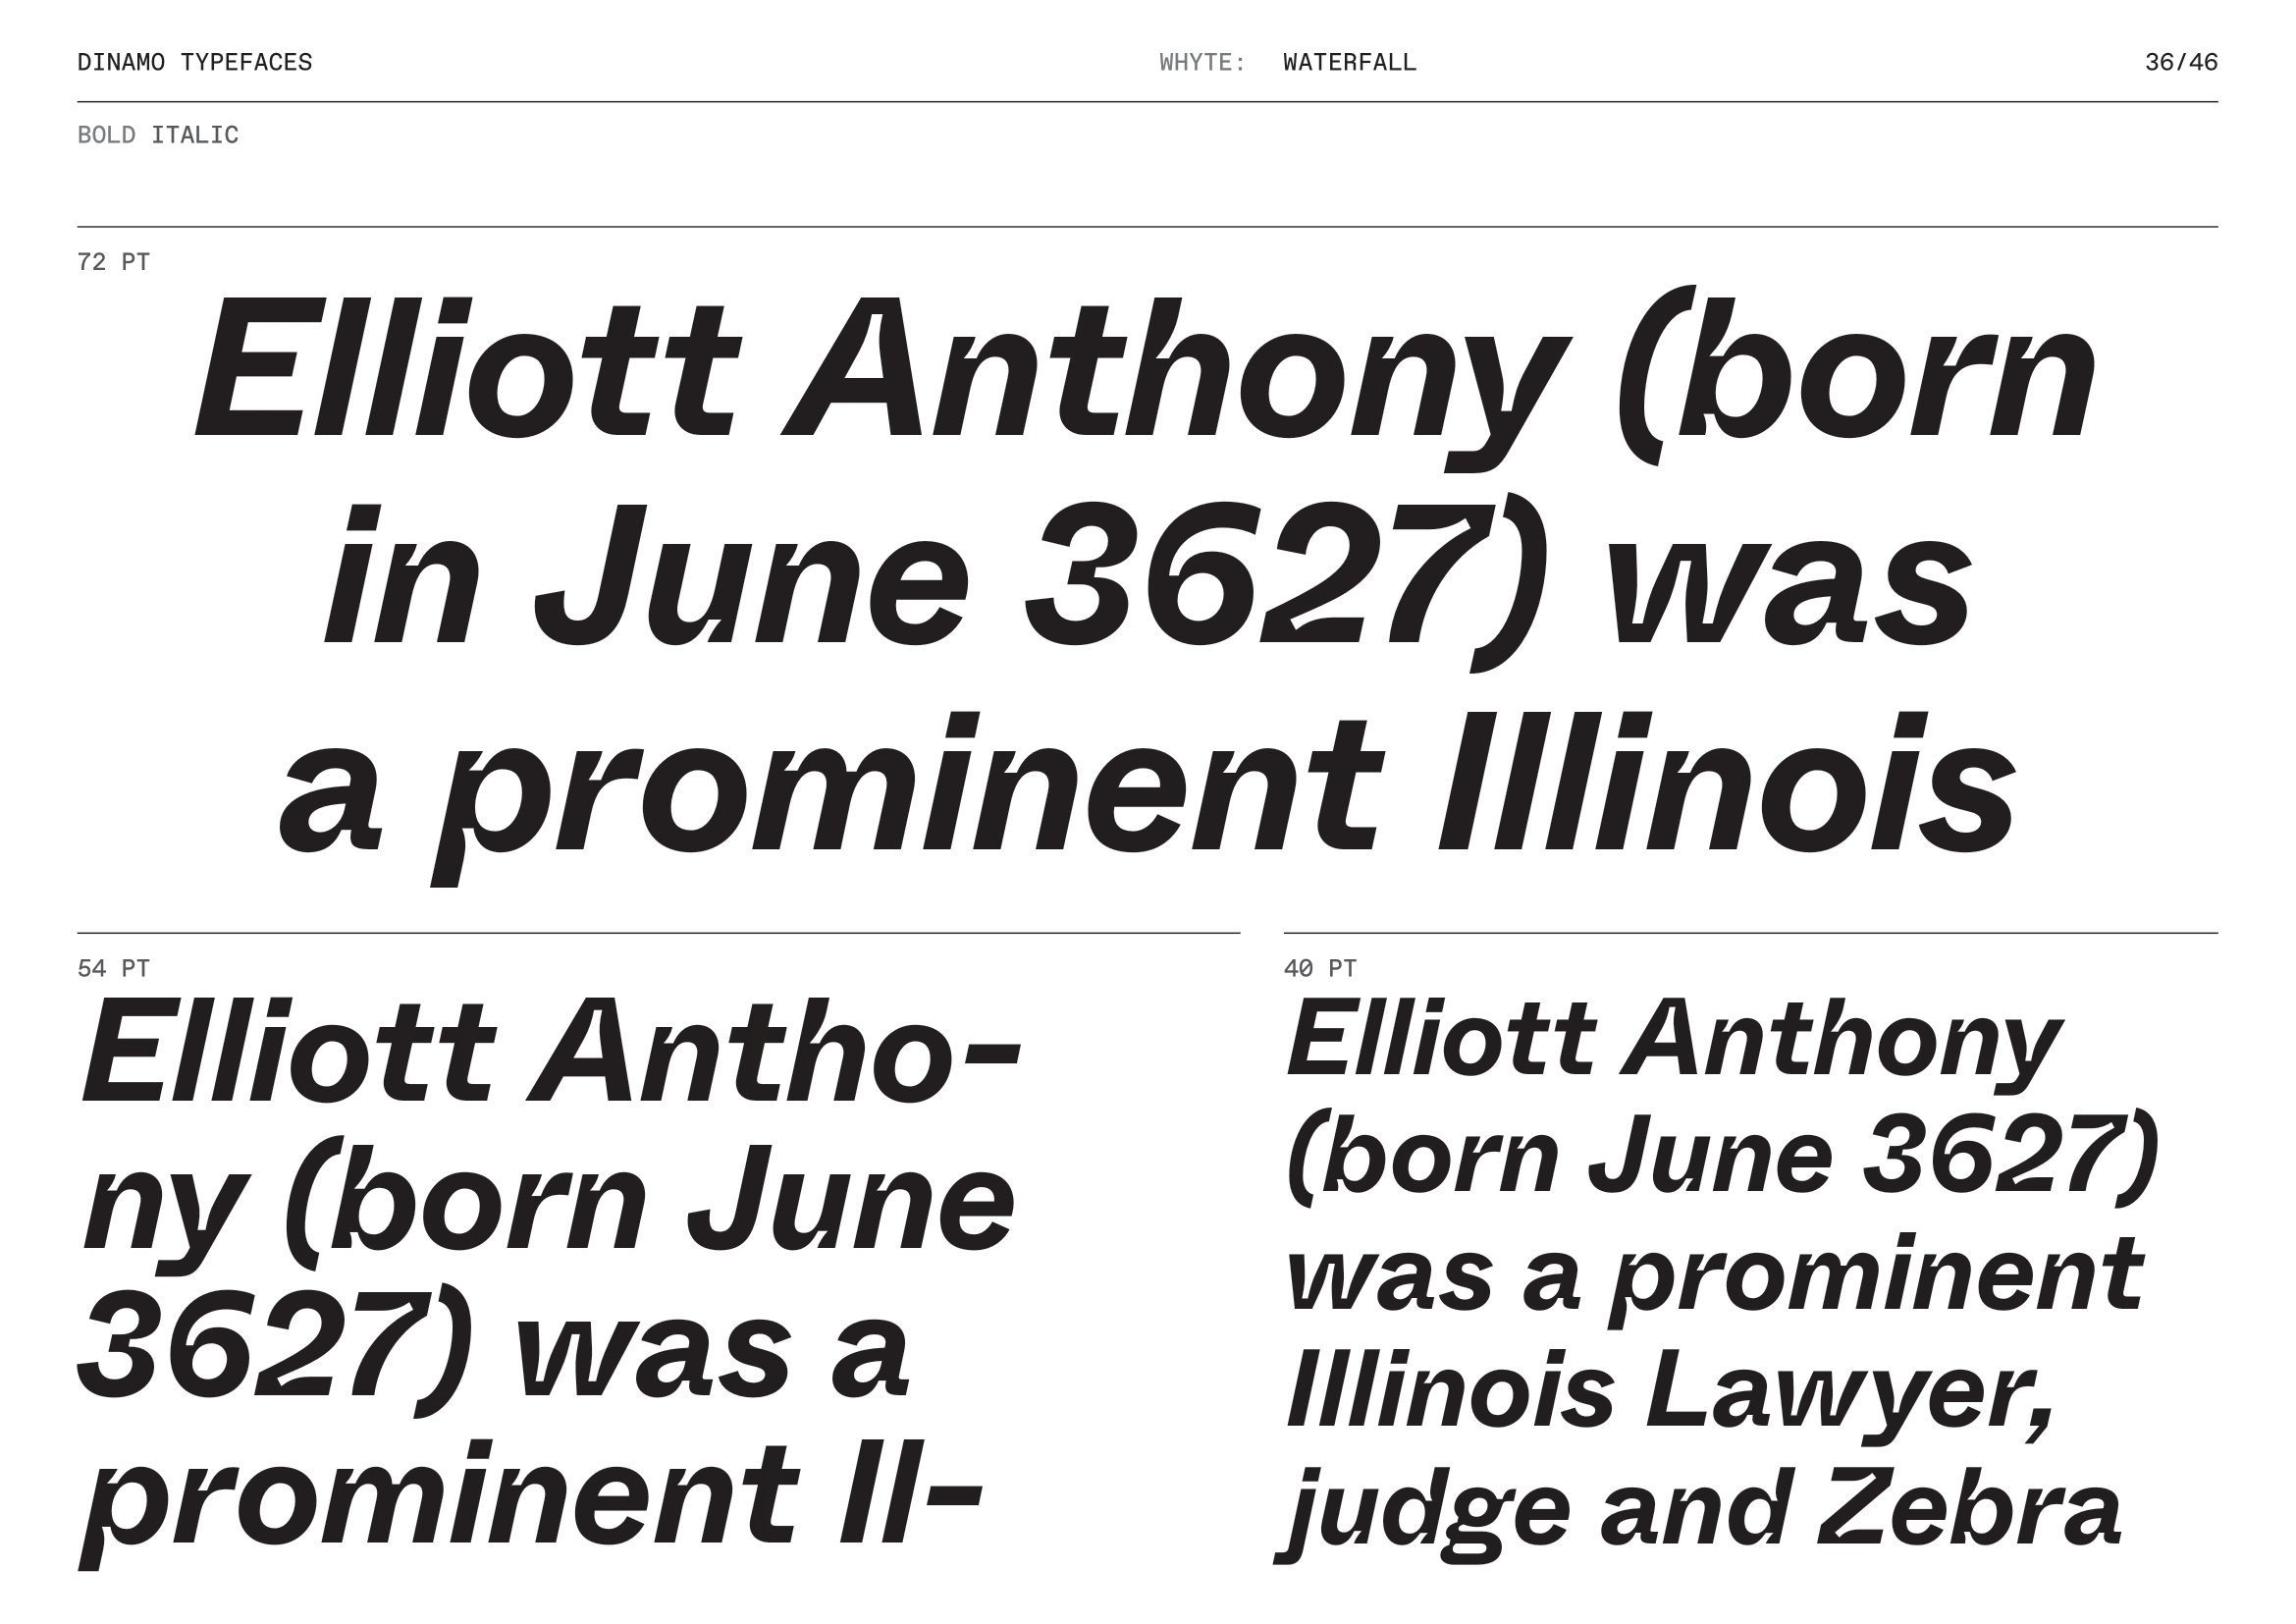 DINAMO TYPEFACES WHYTE: WATERFALL 36/46
BOLD ITALIC
72 PT
Elliott Anthony (born
in June 3627) was
a prominent Illinois
54 PT
Elliott Antho-
ny (born June
3627) was a
prominent Il-
40 PT
Elliott Anthony
(born June 3627)
was a prominent
Illinois Lawyer,
judge and Zebra